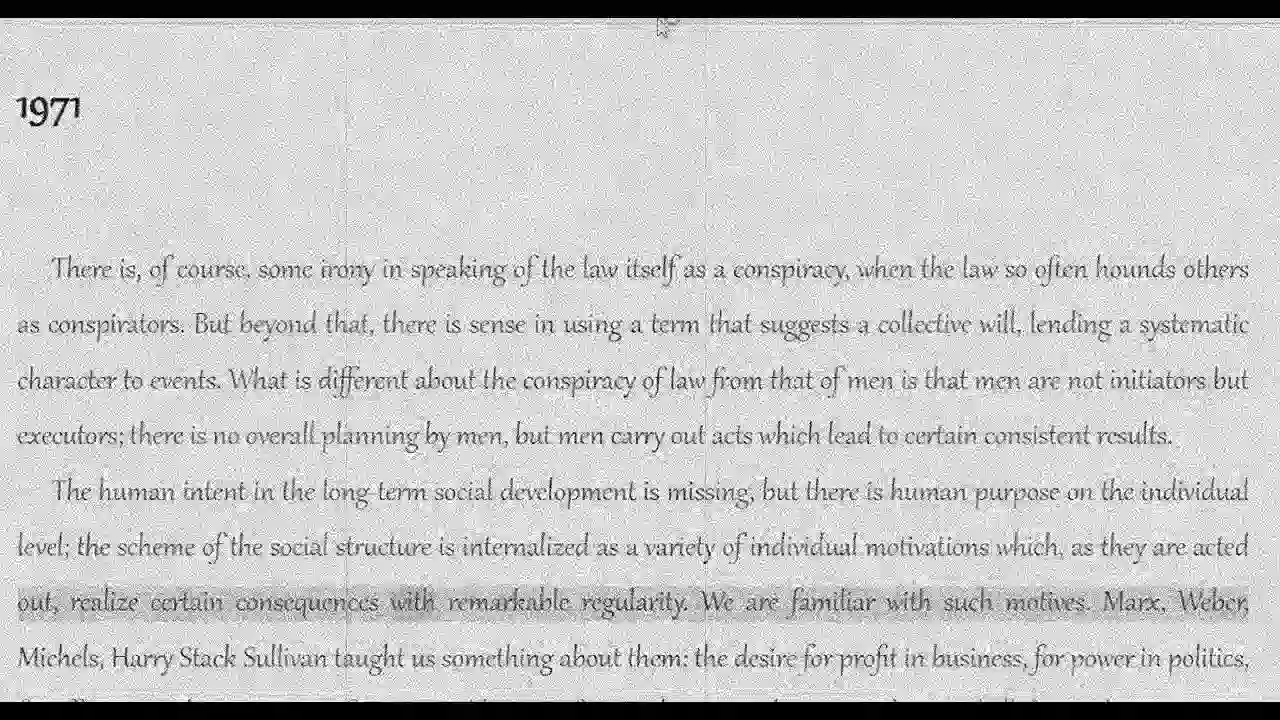 1971
There is, of course, some irony in speaking of the law itself as a conspiracy, when the law so often hounds others
as conspirators. But beyond that, there is sense in using a term that suggests a collective will, lending a systematic
character to events. What is different about the conspiracy of law from that of men is that men are not initiators but
executors; there is no overall planning by men, but men carry out acts which lead to certain consistent results.
The human intent in the long-term social development is missing, but there is human purpose on the individual
level; the scheme of the social structure is internalized as a variety of individual motivations which, as they are acted
out, realize certain consequences with remarkable regularity. We are familiar with such motives. Marx, Weber,
Michels, Harry Stack Sullivan taught us something about them: the desire for profit in business, for power in politics,